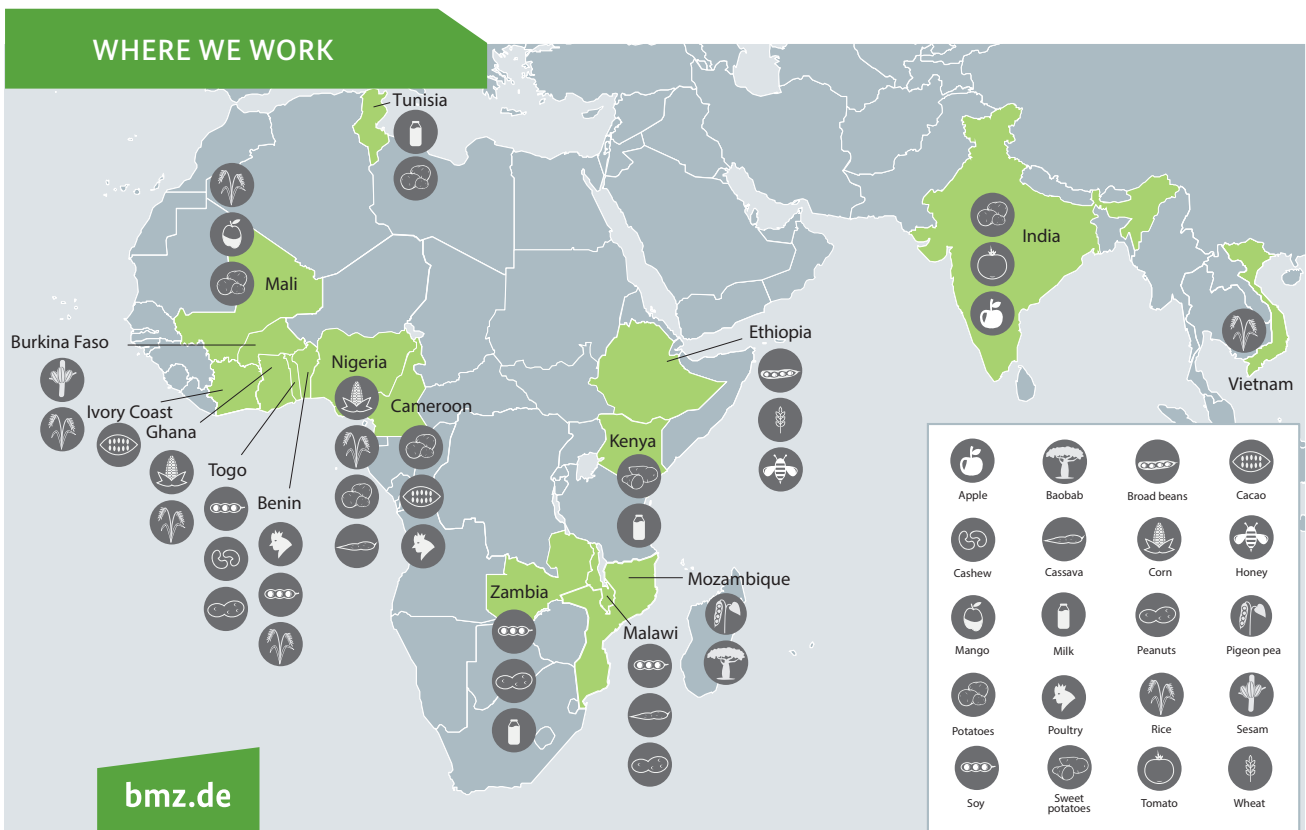 WHERE WE WORK
Tunisia
Mali
India
Burkina Faso
Nigeria
Ethiopia
Vietnam
Ivory Coast
Cameroon
Ghana
Kenya
Togo
Benin
Mozambique
Zambia
Malawi
Apple
Baobab
Broad beans
Cacao
Cashew
Cassava
Corn
Honey
Mango
Milk
Peanuts
Pigeon pea
Potatoes
Poultry
Rice
Sesam
Soy
Sweet
potatoes
Tomato
Wheat
bmz.de